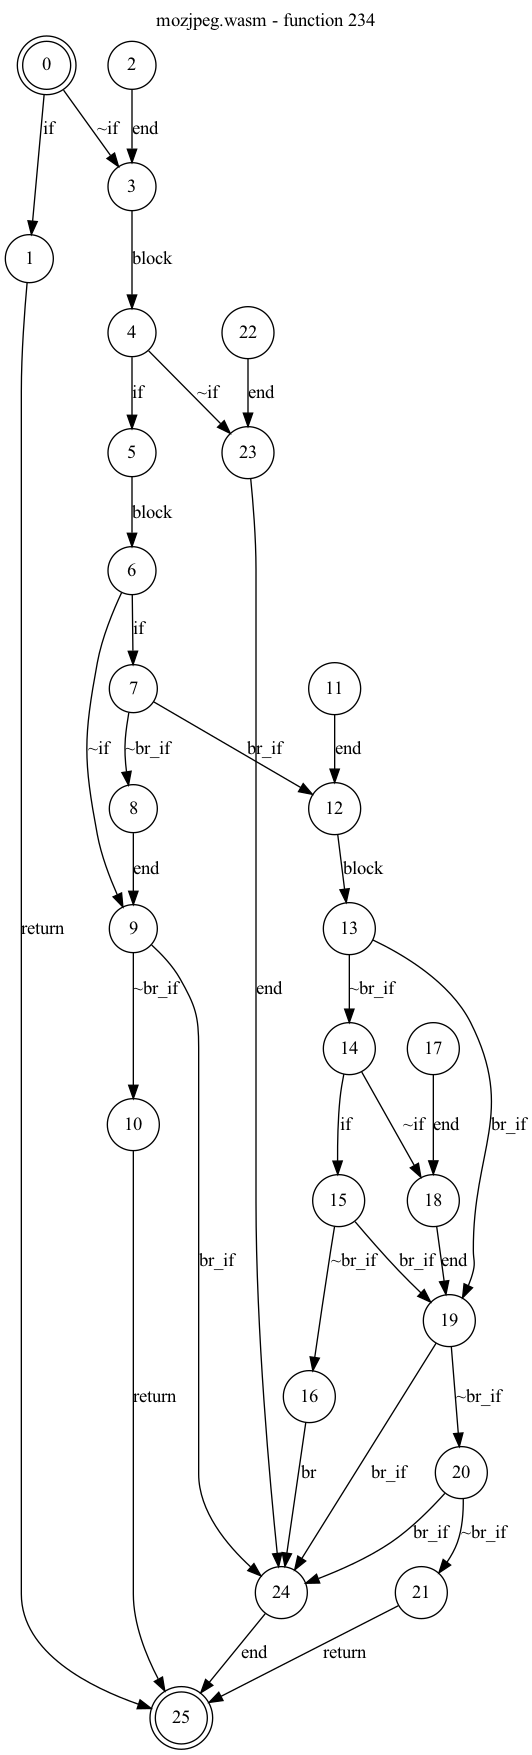 mozjpeg.wasm - function 234
0
2
if
~if
end
3
1
block
4
22
if
~if
end
5
23
block
6
if
7
11
~if
~br_if
br_if
end
8
12
end
block
9
13
return
~br_if
end
~br_if
14
17
10
if
~if
end
br_if
15
18
br_if
~br_if
br_if
end
19
return
16
~br_if
br
br_if
20
br_if
~br_if
24
21
end
return
25